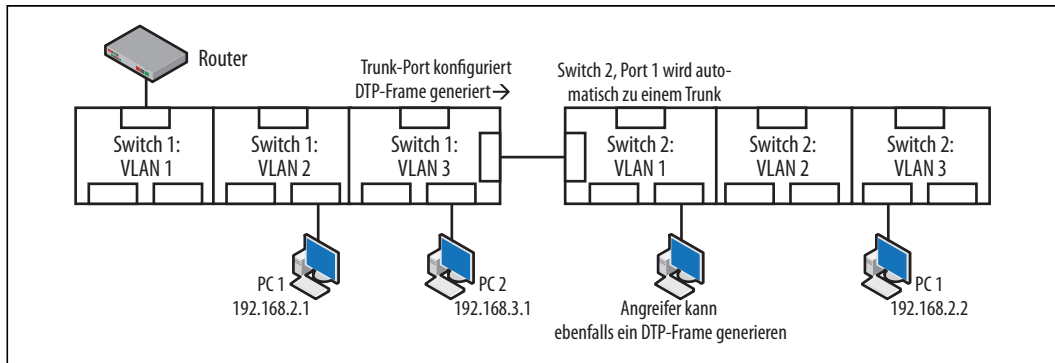 Router
Trunk-Port konfiguriert
DTP-Frame generiert→
Switch 2, Port 1 wird auto-
matisch zu einem Trunk
Switch 1:
VLAN 1
Switch 1:
VLAN 2
Switch 1:
VLAN 3
Switch 2:
VLAN 1
Switch 2:
VLAN 2
Switch 2:
VLAN 3
PC 1
192.168.2.1
PC 2
192.168.3.1
Angreifer kann
ebenfalls ein DTP-Frame generieren
PC 1
192.168.2.2